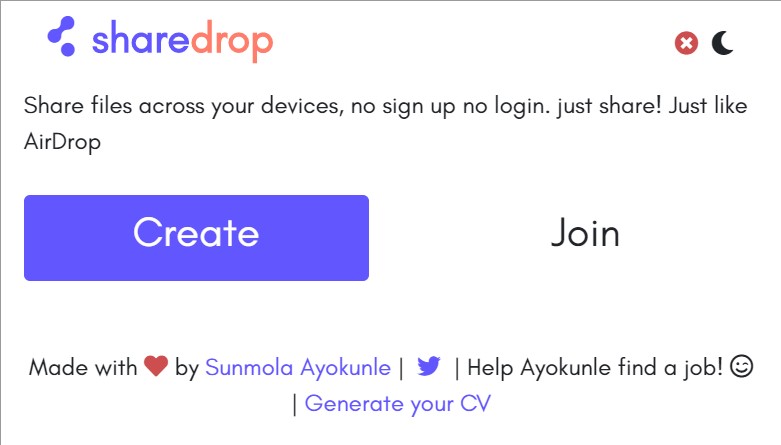 sharedrop
Share files across your devices, no sign up no login. just share! Just like
AirDrop
Create
Join
Made with ❤ by Sunmola Ayokunle | | Help Ayokunle find a job! 😉
| Generate your CV